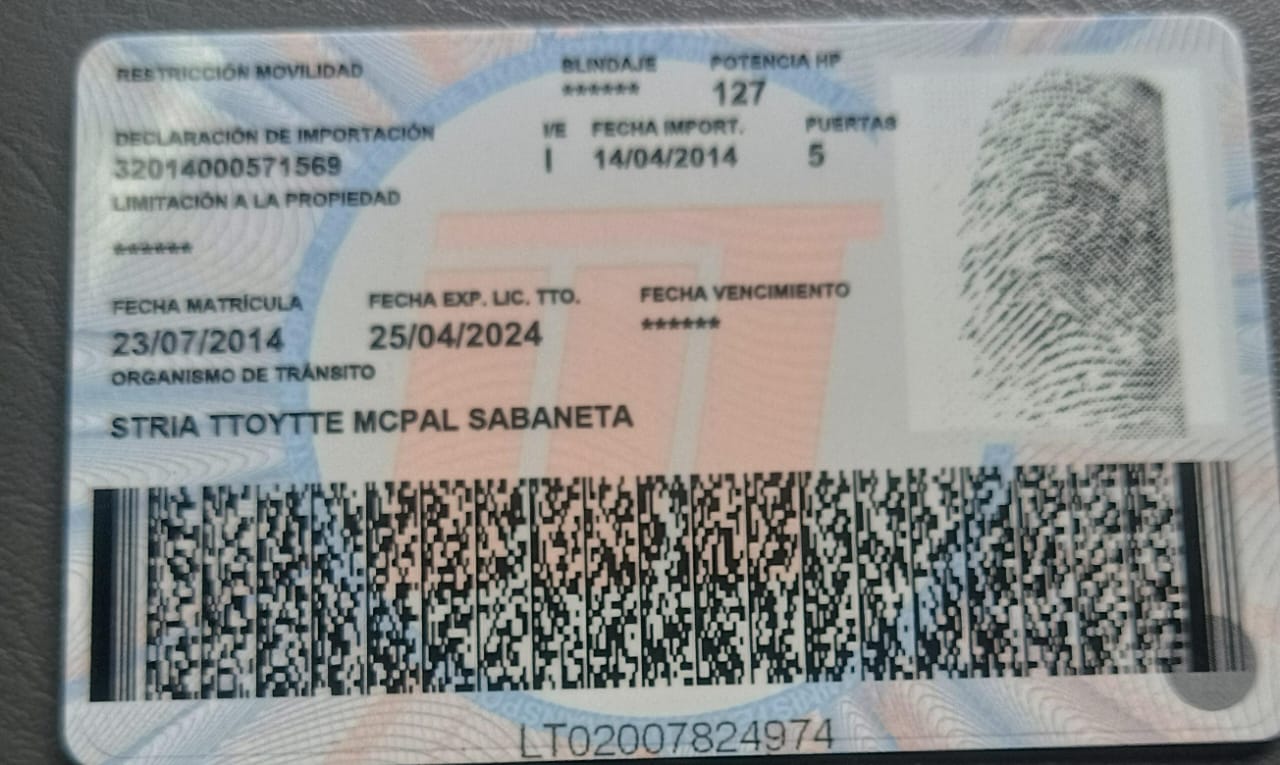 RESTRICCIÓN MOVILIDAD BLINDAJE POTENCIA HP
****** 127
DECLARACIÓN DE IMPORTACIÓN I/E FECHA IMPORT. PUERTAS
32014000571569 I 14/04/2014 5
LIMITACIÓN A LA PROPIEDAD
******
FECHA MATRÍCULA FECHA EXP. LIC. TTO. FECHA VENCIMIENTO
23/07/2014 25/04/2024 ******
ORGANISMO DE TRÁNSITO
STRIA TTOYTTE MCPAL SABANETA
LT02007824974